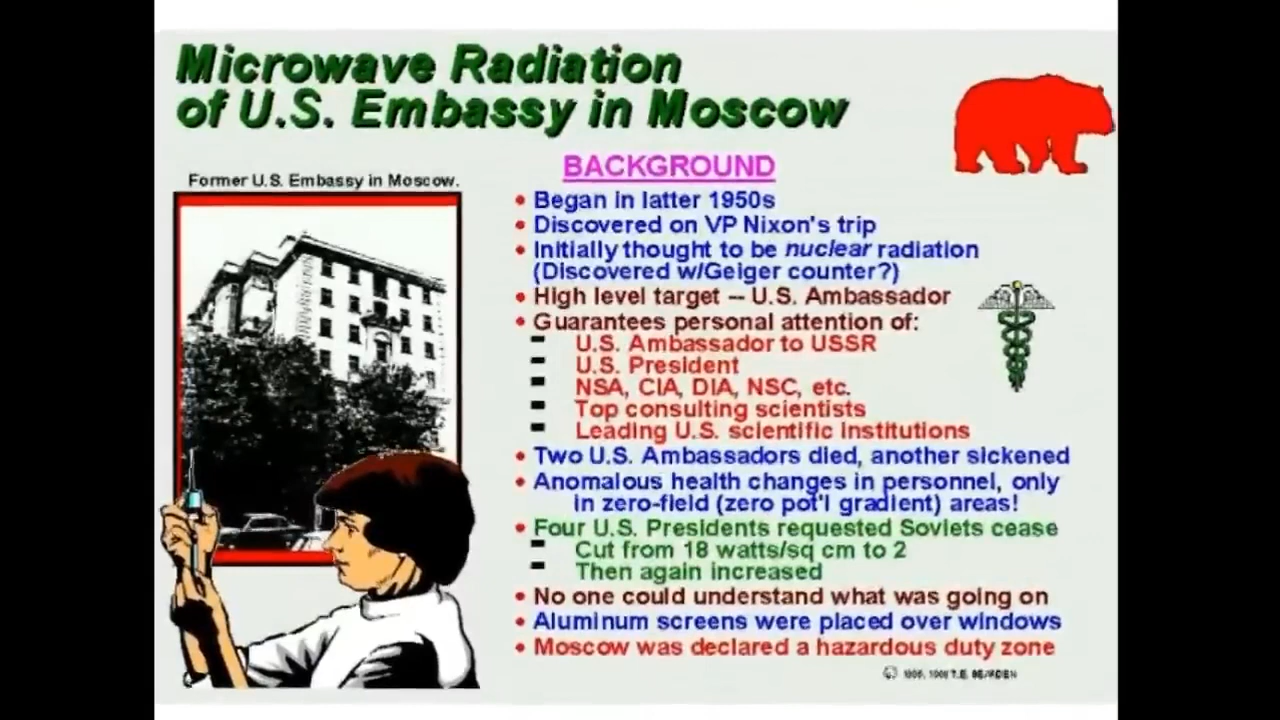 Microwave Radiation
of U.S. Embassy in Moscow
Former U.S. Embassy in Moscow.
BACKGROUND
• Began in latter 1950s
• Discovered on VP Nixon's trip
• Initially thought to be nuclear radiation
(Discovered w/Geiger counter?)
• High level target -- U.S. Ambassador
• Guarantees personal attention of:
- U.S. Ambassador to USSR
- U.S. President
- NSA, CIA, DIA, NSC, etc.
- Top consulting scientists
- Leading U.S. scientific institutions
• Two U.S. Ambassadors died, another sickened
• Anomalous health changes in personnel, only
in zero-field (zero pot'l gradient) areas!
• Four U.S. Presidents requested Soviets cease
- Cut from 18 watts/sq cm to 2
- Then again increased
• No one could understand what was going on
• Aluminum screens were placed over windows
• Moscow was declared a hazardous duty zone
T.E.